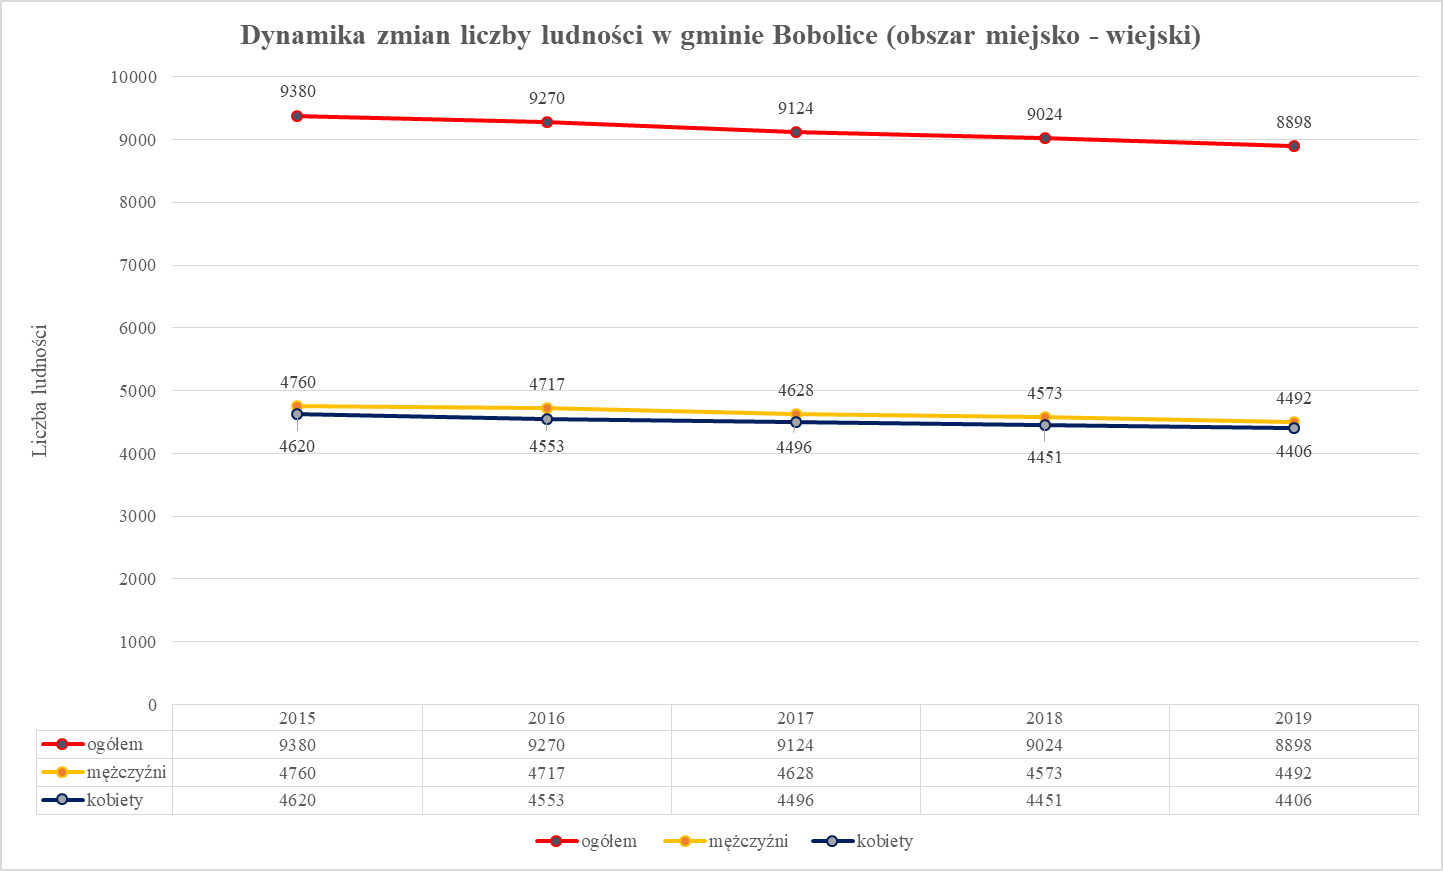 Dynamika zmian liczby ludności w gminie Bobolice (obszar miejsko - wiejski)
Liczba ludności
10000
9000
8000
7000
6000
5000
4000
3000
2000
1000
0
9380 9270 9124 9024 8898
4760 4717 4628 4573 4492
4620 4553 4496 4451 4406
2015 2016 2017 2018 2019
ogółem 9380 9270 9124 9024 8898
mężczyźni 4760 4717 4628 4573 4492
kobiety 4620 4553 4496 4451 4406
ogółem mężczyźni kobiety